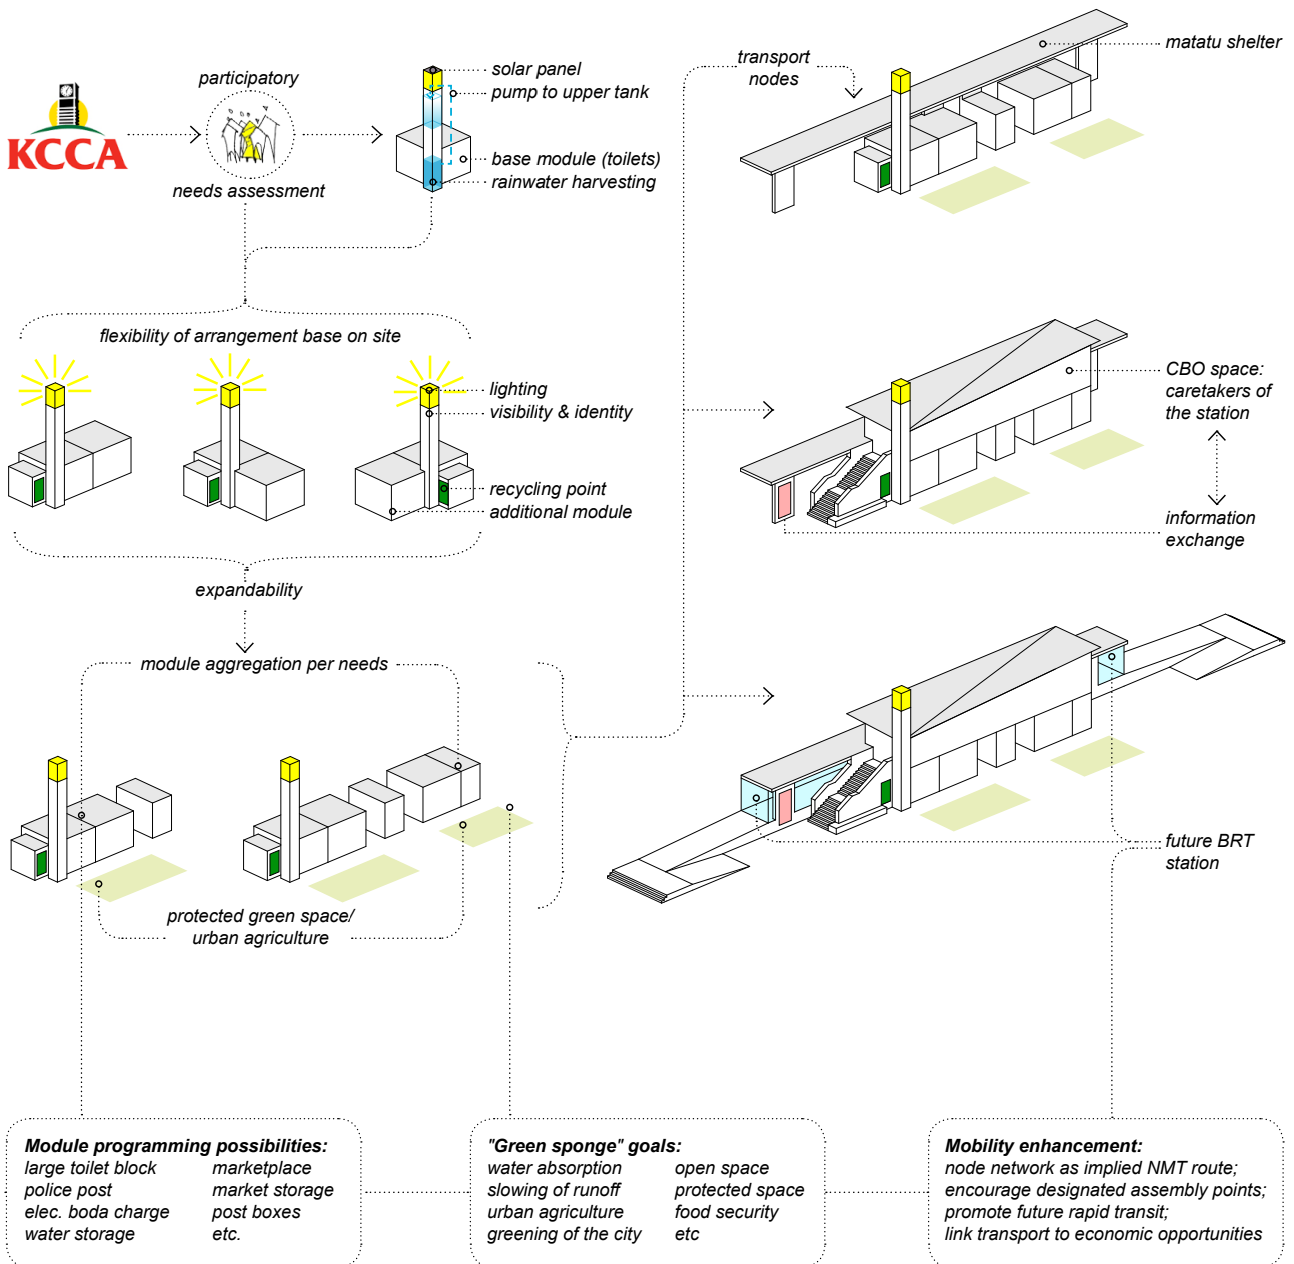 KCCA
participatory
needs assessment
solar panel
pump to upper tank
base module (toilets)
rainwater harvesting
transport
nodes
matatu shelter
flexibility of arrangement base on site
lighting
visibility & identity
recycling point
additional module
CBO space:
caretakers of
the station
information
exchange
expandability
module aggregation per needs
protected green space/
urban agriculture
future BRT
station
Module programming possibilities:
large toilet block
police post
elec. boda charge
water storage
marketplace
market storage
post boxes
etc.
"Green sponge" goals:
water absorption
slowing of runoff
urban agriculture
greening of the city
open space
protected space
food security
etc
Mobility enhancement:
node network as implied NMT route;
encourage designated assembly points;
promote future rapid transit;
link transport to economic opportunities